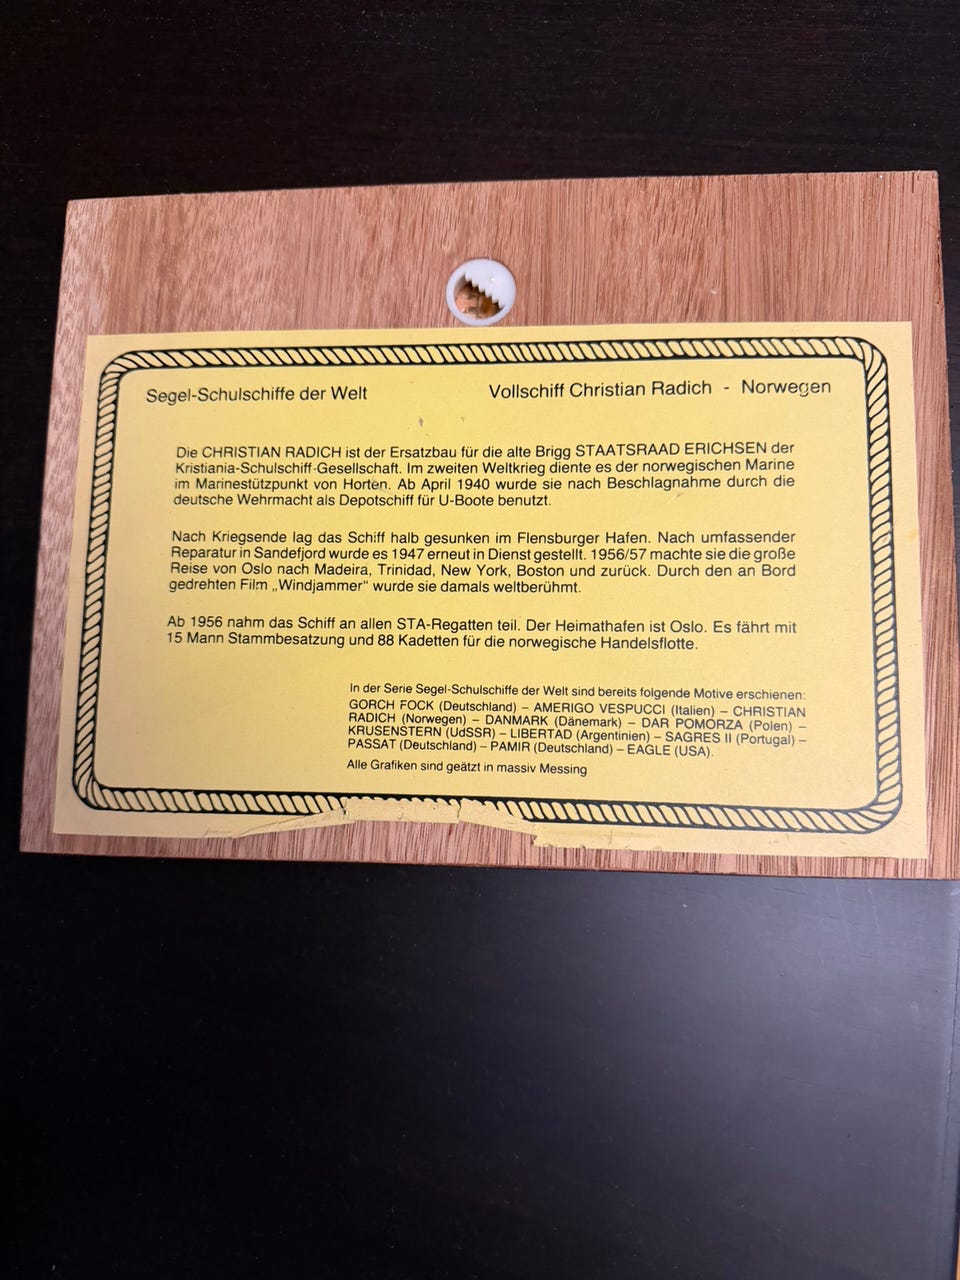 Segel-Schulschiffe der Welt
Vollschiff Christian Radich - Norwegen
Die CHRISTIAN RADICH ist der Ersatzbau für die alte Brigg STAATSRAAD ERICHSEN der
Kristiania-Schulschiff-Gesellschaft. Im zweiten Weltkrieg diente es der norwegischen Marine
im Marinestützpunkt von Horten. Ab April 1940 wurde sie nach Beschlagnahme durch die
deutsche Wehrmacht als Depotschiff für U-Boote benutzt.
Nach Kriegsende lag das Schiff halb gesunken im Flensburger Hafen. Nach umfassender
Reparatur in Sandefjord wurde es 1947 erneut in Dienst gestellt. 1956/57 machte sie die große
Reise von Oslo nach Madeira, Trinidad, New York, Boston und zurück. Durch den an Bord
gedrehten Film „Windjammer“ wurde sie damals weltberühmt.
Ab 1956 nahm das Schiff an allen STA-Regatten teil. Der Heimathafen ist Oslo. Es fährt mit
15 Mann Stammbesatzung und 88 Kadetten für die norwegische Handelsflotte.
In der Serie Segel-Schulschiffe der Welt sind bereits folgende Motive erschienen:
GORCH FOCK (Deutschland) – AMERIGO VESPUCCI (Italien) – CHRISTIAN
RADICH (Norwegen) – DANMARK (Dänemark) – DAR POMORZA (Polen) –
KRUSENSTERN (UdSSR) – LIBERTAD (Argentinien) – SAGRES II (Portugal) –
PASSAT (Deutschland) – PAMIR (Deutschland) – EAGLE (USA).
Alle Grafiken sind geätzt in massiv Messing